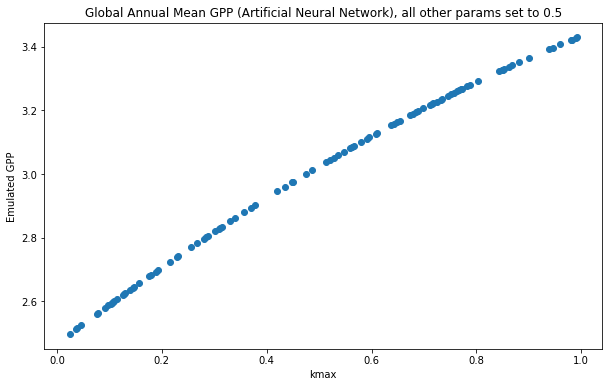 Global Annual Mean GPP (Artificial Neural Network), all other params set to 0.5
3.4
3.2
3.0
2.8
2.6
Emulated GPP
0.0 0.2 0.4 0.6 0.8 1.0
kmax